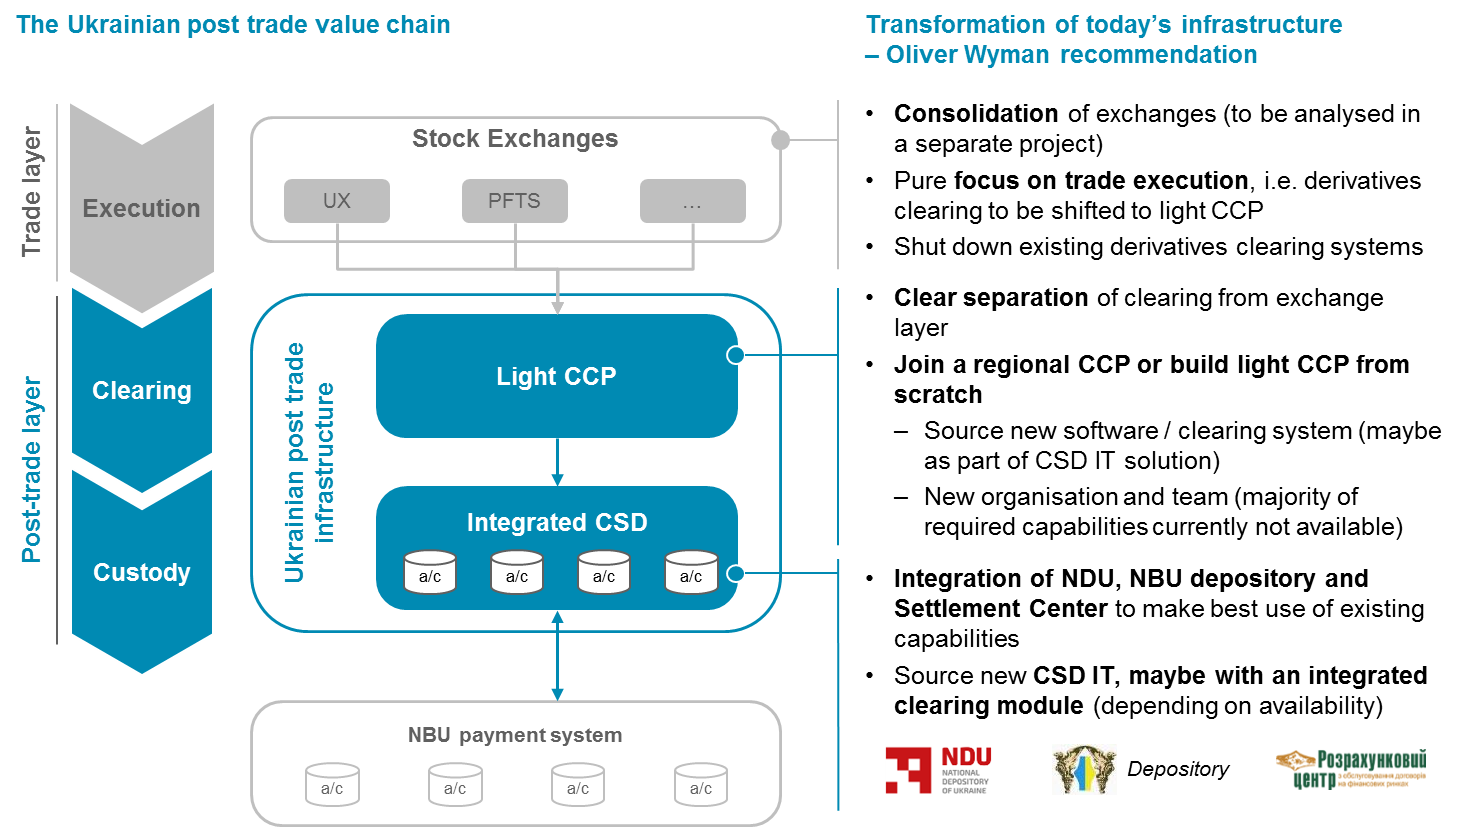 The Ukrainian post trade value chain
Trade layer
Execution
Post-trade layer
Clearing
Custody
Stock Exchanges
UX
PFTS
...
Ukrainian post trade
infrastructure
Light CCP
Integrated CSD
a/c
a/c
a/c
a/c
NBU payment system
a/c
a/c
a/c
a/c
Transformation of today’s infrastructure
– Oliver Wyman recommendation
• Consolidation of exchanges (to be analysed in
a separate project)
• Pure focus on trade execution, i.e. derivatives
clearing to be shifted to light CCP
• Shut down existing derivatives clearing systems
• Clear separation of clearing from exchange
layer
• Join a regional CCP or build light CCP from
scratch
– Source new software / clearing system (maybe
as part of CSD IT solution)
– New organisation and team (majority of
required capabilities currently not available)
• Integration of NDU, NBU depository and
Settlement Center to make best use of existing
capabilities
• Source new CSD IT, maybe with an integrated
clearing module (depending on availability)
NDU
NATIONAL
DEPOSITORY
OF UKRAINE
Depository
Розрахунковий
центр
з обслуговування договорів
на фінансових ринках